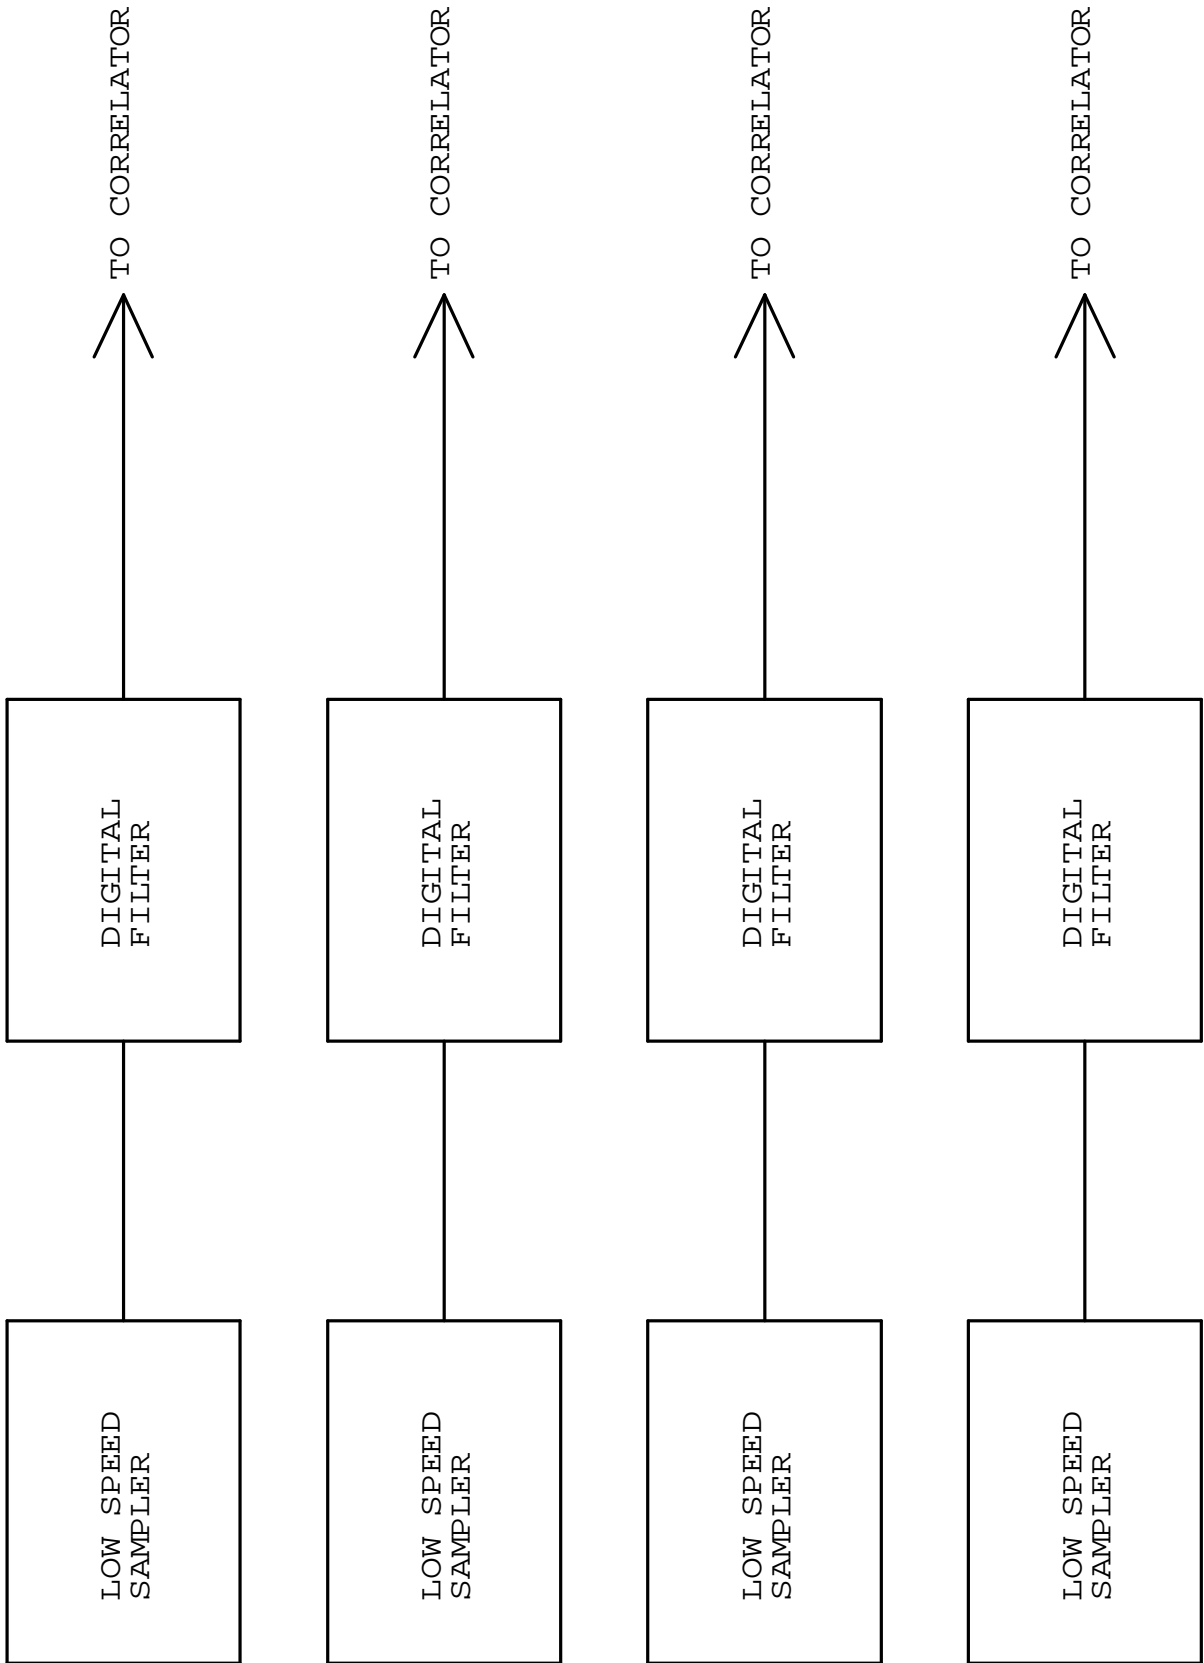 LOW SPEED
SAMPLER
DIGITAL
FILTER
TO CORRELATOR
LOW SPEED
SAMPLER
DIGITAL
FILTER
TO CORRELATOR
LOW SPEED
SAMPLER
DIGITAL
FILTER
TO CORRELATOR
LOW SPEED
SAMPLER
DIGITAL
FILTER
TO CORRELATOR